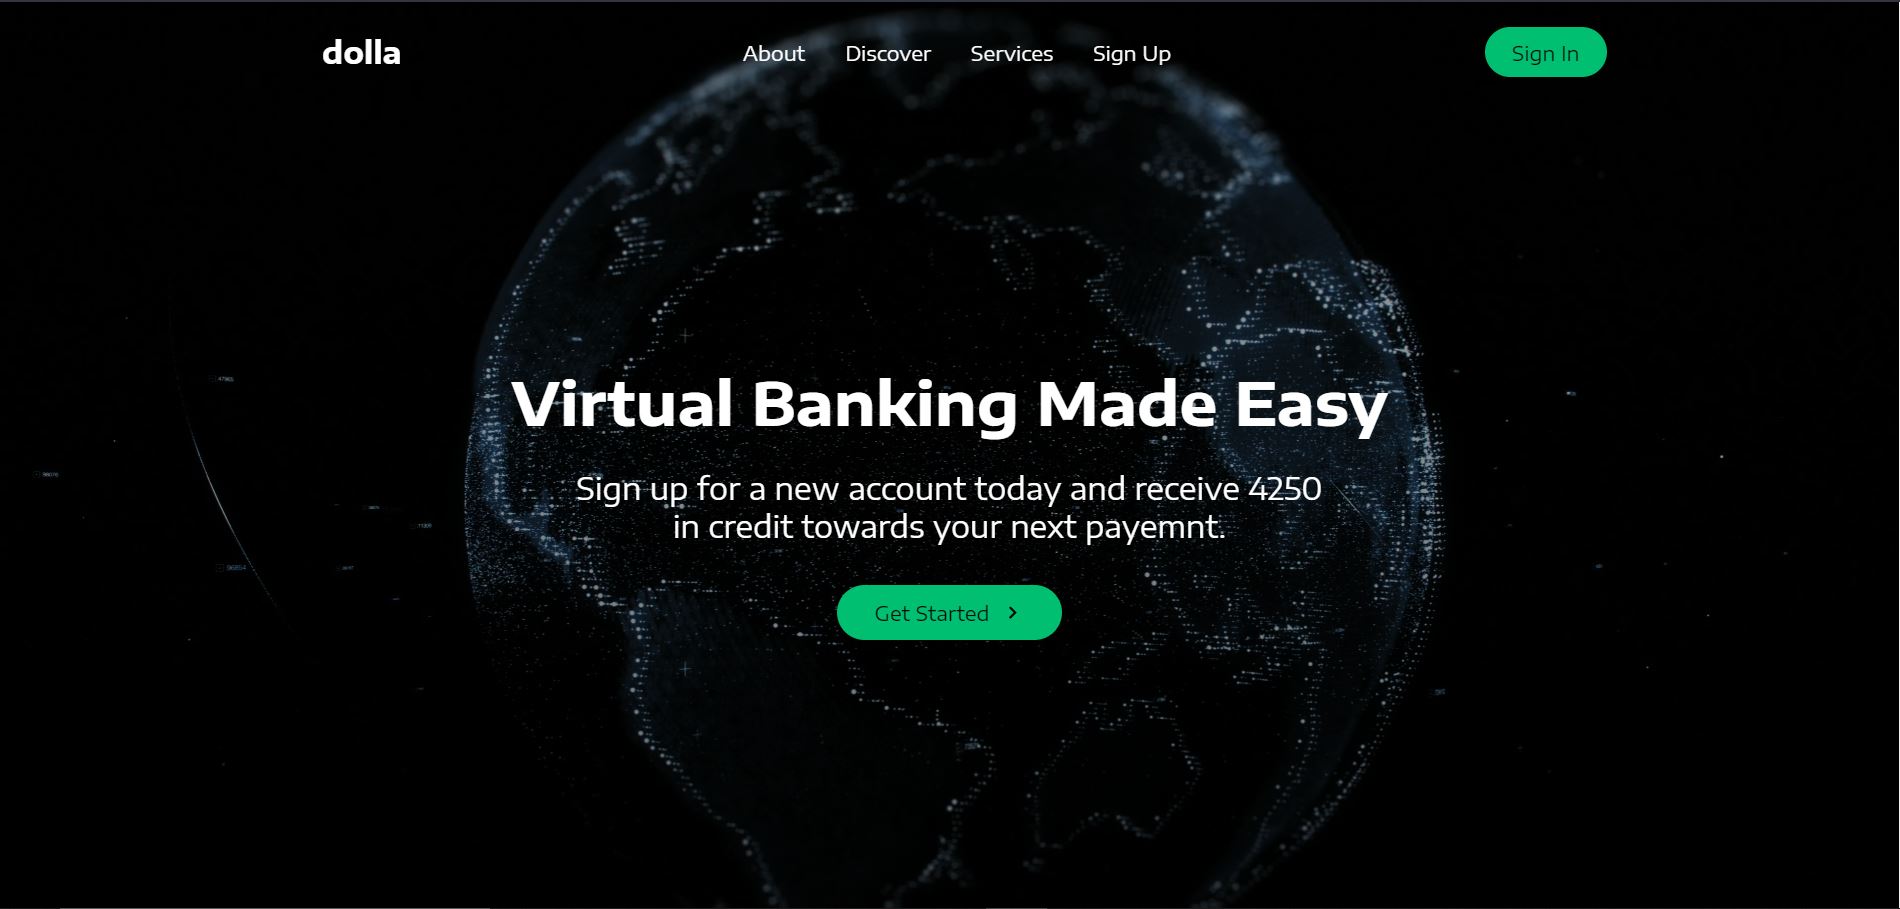 dolla
About Discover Services Sign Up
Sign In
Virtual Banking Made Easy
Sign up for a new account today and receive 4250
in credit towards your next payemnt.
Get Started